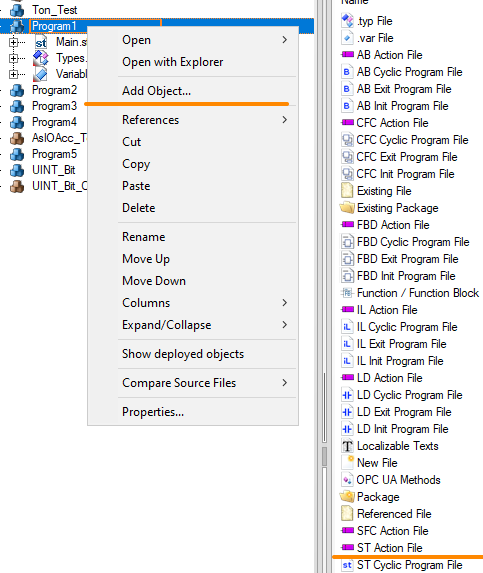 Ton_Test
Program1
Main.s
Types.
Variabl
Program2
Program3
Program4
AsIOAcc_T
Program5
UINT_Bit
UINT_Bit_C
Open
Open with Explorer
Add Object...
References
Cut
Copy
Paste
Delete
Rename
Move Up
Move Down
Columns
Expand/Collapse
Show deployed objects
Compare Source Files
Properties...
Name
.typ File
.var File
AB Action File
B AB Cyclic Program File
B AB Exit Program File
B AB Init Program File
CFC Action File
CFC Cyclic Program File
CFC Exit Program File
CFC Init Program File
Existing File
Existing Package
FBD Action File
FBD Cyclic Program File
FBD Exit Program File
FBD Init Program File
Function / Function Block
IL Action File
iL IL Cyclic Program File
iL IL Exit Program File
iL IL Init Program File
LD Action File
LD Cyclic Program File
LD Exit Program File
LD Init Program File
T Localizable Texts
New File
OPC UA Methods
Package
Referenced File
SFC Action File
ST Action File
st ST Cyclic Program File